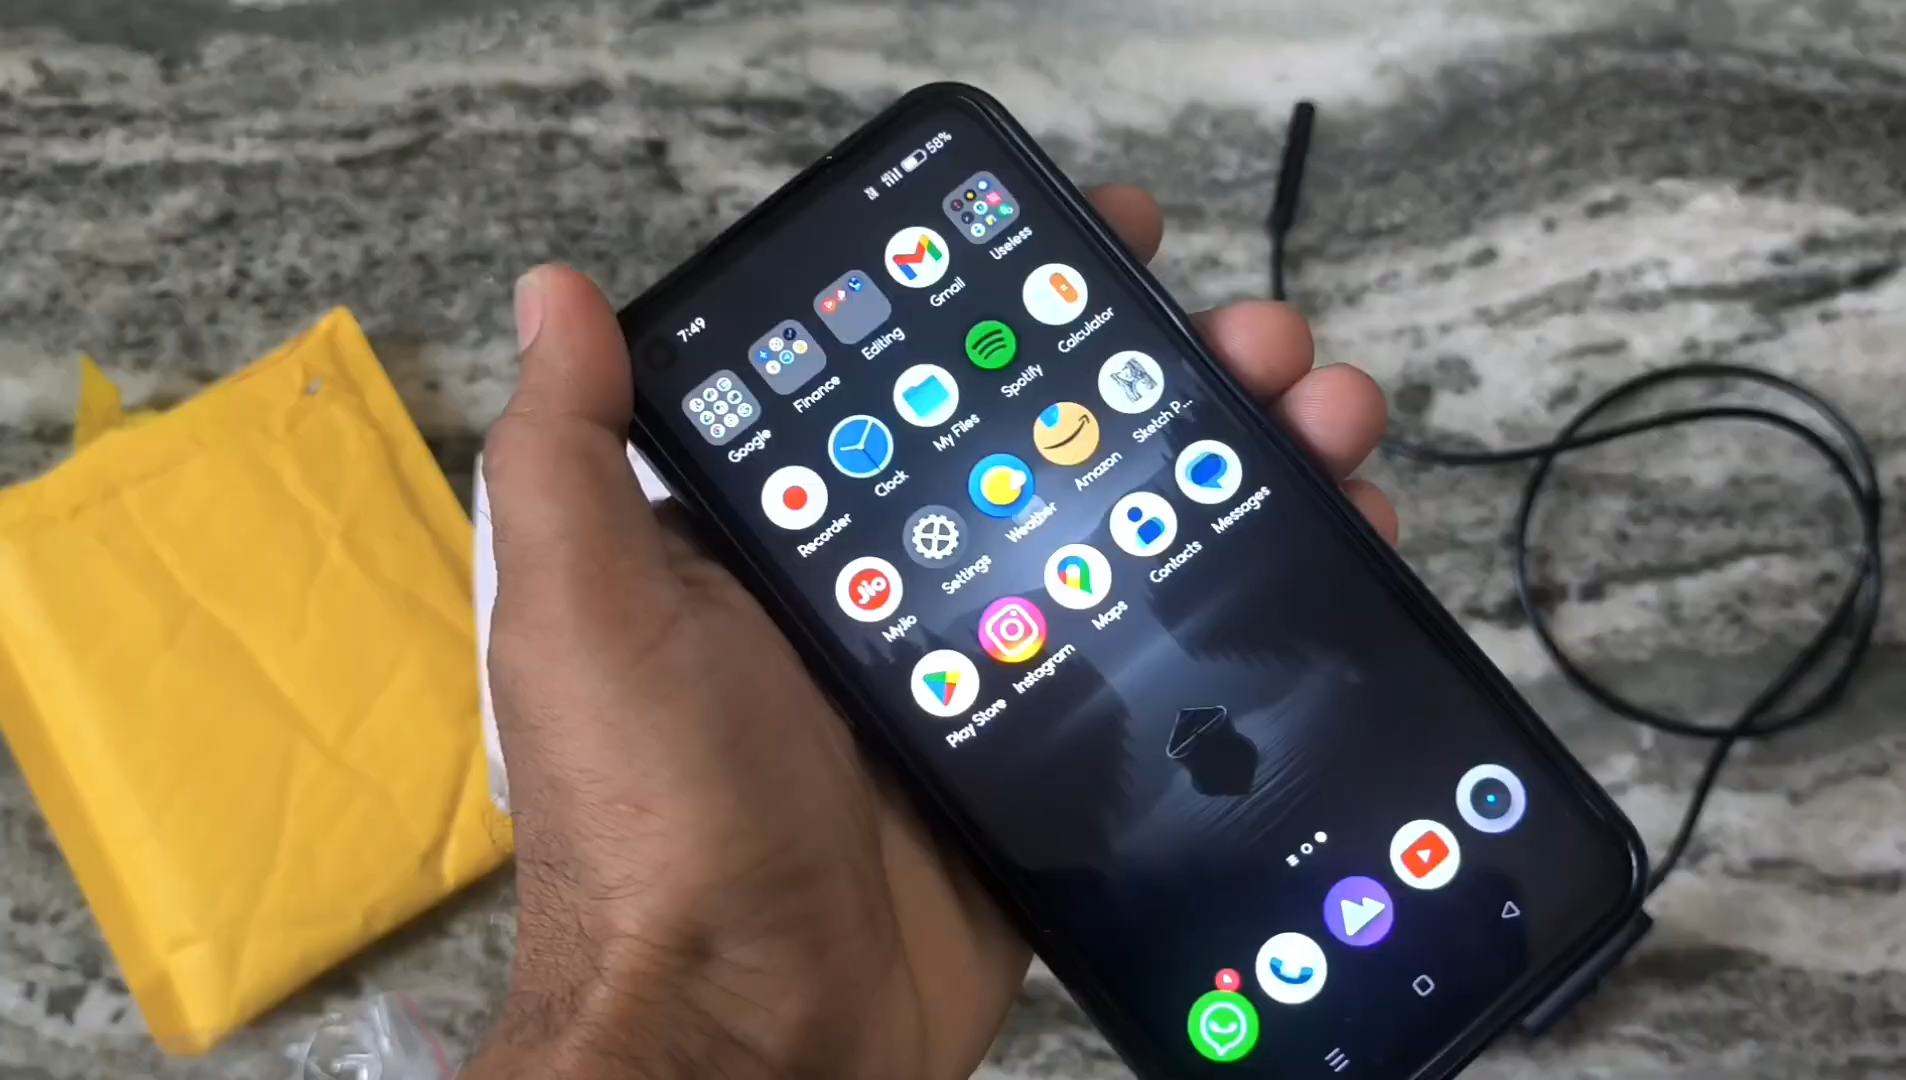 7:49
58%
Google
Finance
Editing
Gmail
Useless
Recorder
Clock
My Files
Spotify
Calculator
Jio
MyJio
Settings
Weather
Amazon
Sketch P...
Play Store
Instagram
Maps
Contacts
Messages